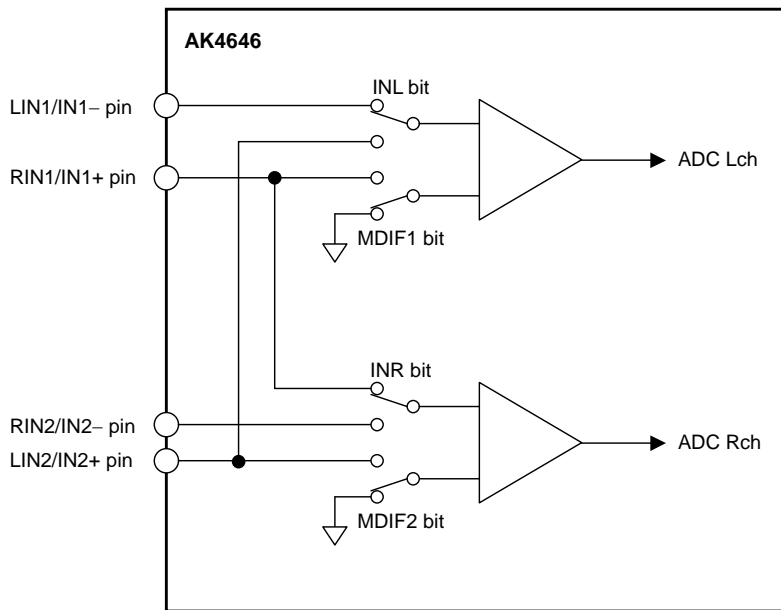 AK4646
INL bit
LIN1/IN1− pin
ADC Lch
RIN1/IN1+ pin
MDIF1 bit
INR bit
RIN2/IN2− pin
ADC Rch
LIN2/IN2+ pin
MDIF2 bit